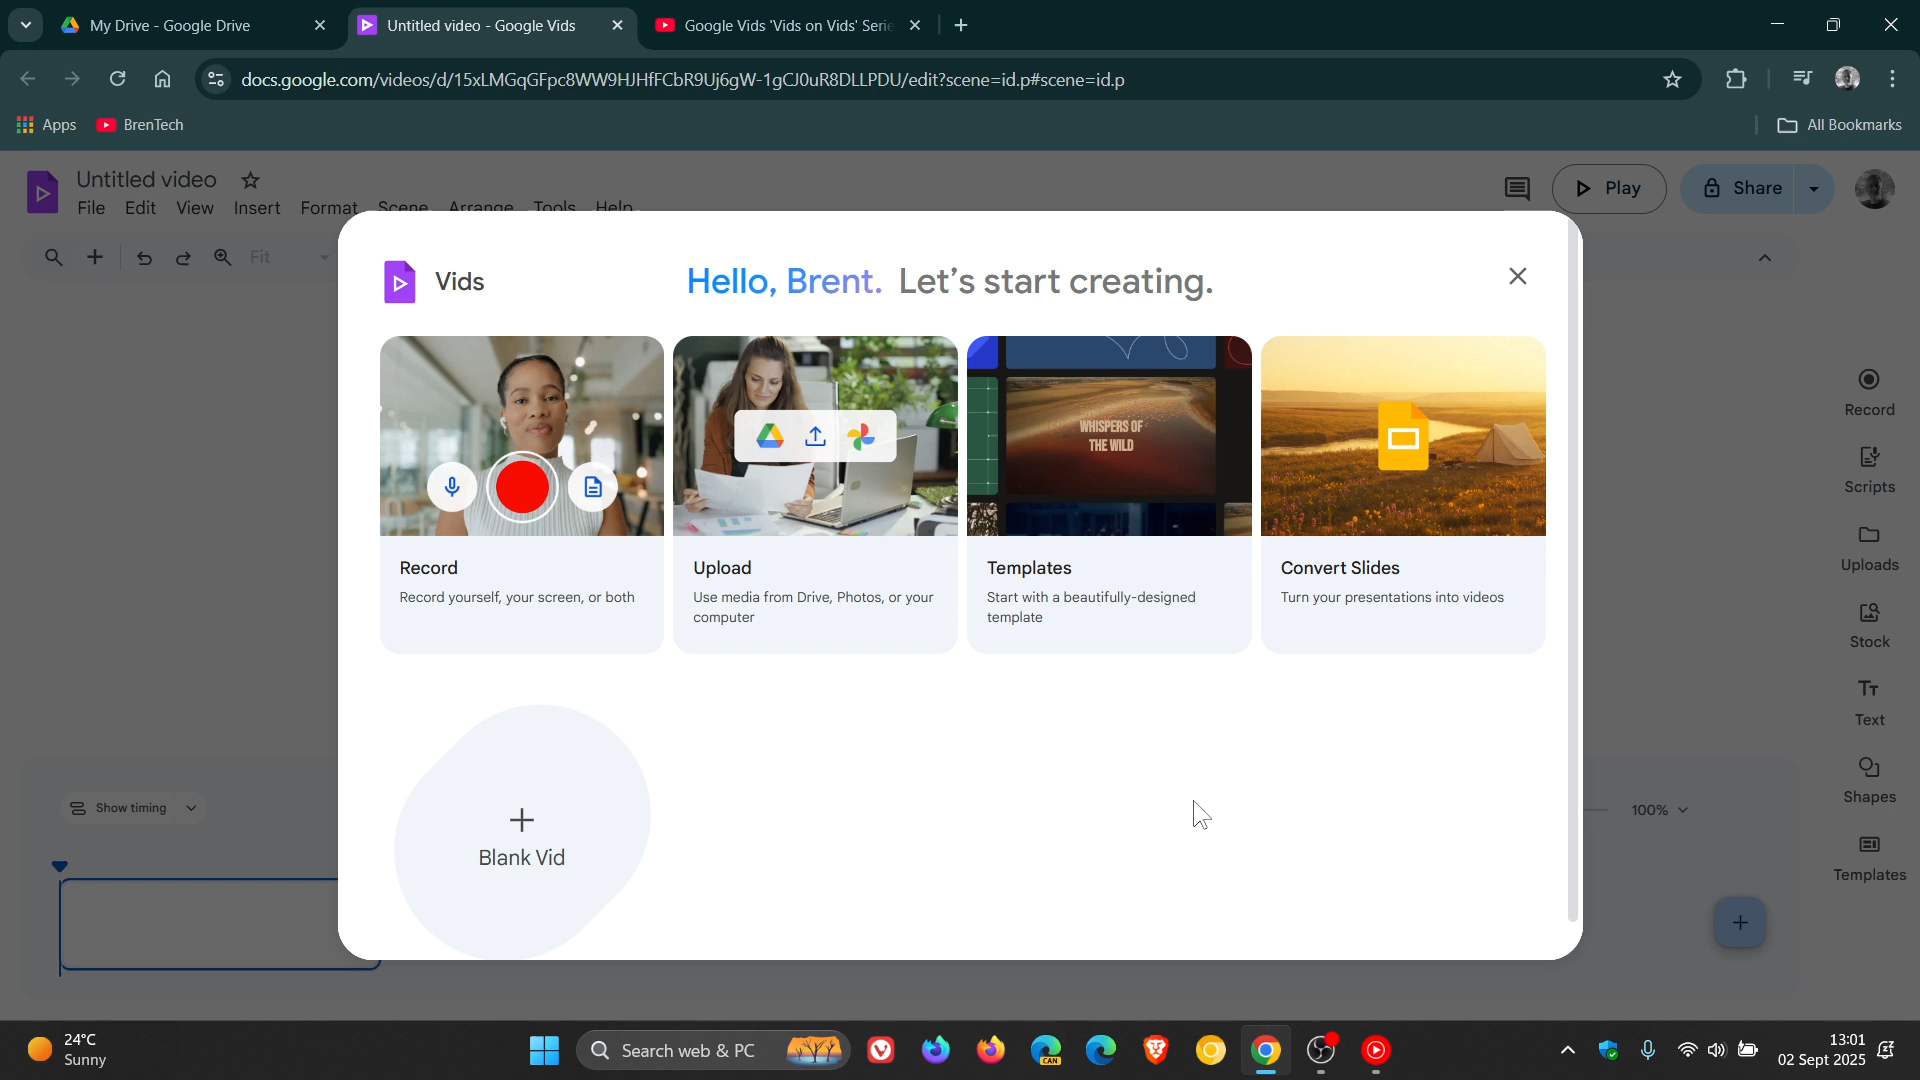 My Drive - Google Drive
Untitled video - Google Vids
Google Vids 'Vids on Vids' Serie
docs.google.com/videos/d/15xLMGqGFpc8WW9HJHfFCbR9Uj6gW-1gCJ0uR8DLLPDU/edit?scene=id.p#scene=id.p
Apps
BrenTech
All Bookmarks
Untitled video
File Edit View Insert Format Scene Arrange Tools Help
Play
Share
Fit
Vids
Hello, Brent. Let's start creating.
WHISPERS OF
THE WILD
Record
Record yourself, your screen, or both
Upload
Use media from Drive, Photos, or your
computer
Templates
Start with a beautifully-designed
template
Convert Slides
Turn your presentations into videos
Blank Vid
Record
Scripts
Uploads
Stock
Text
Shapes
Templates
Show timing
100%
24°C
Sunny
Search web & PC
CAN
13:01
02 Sept 2025